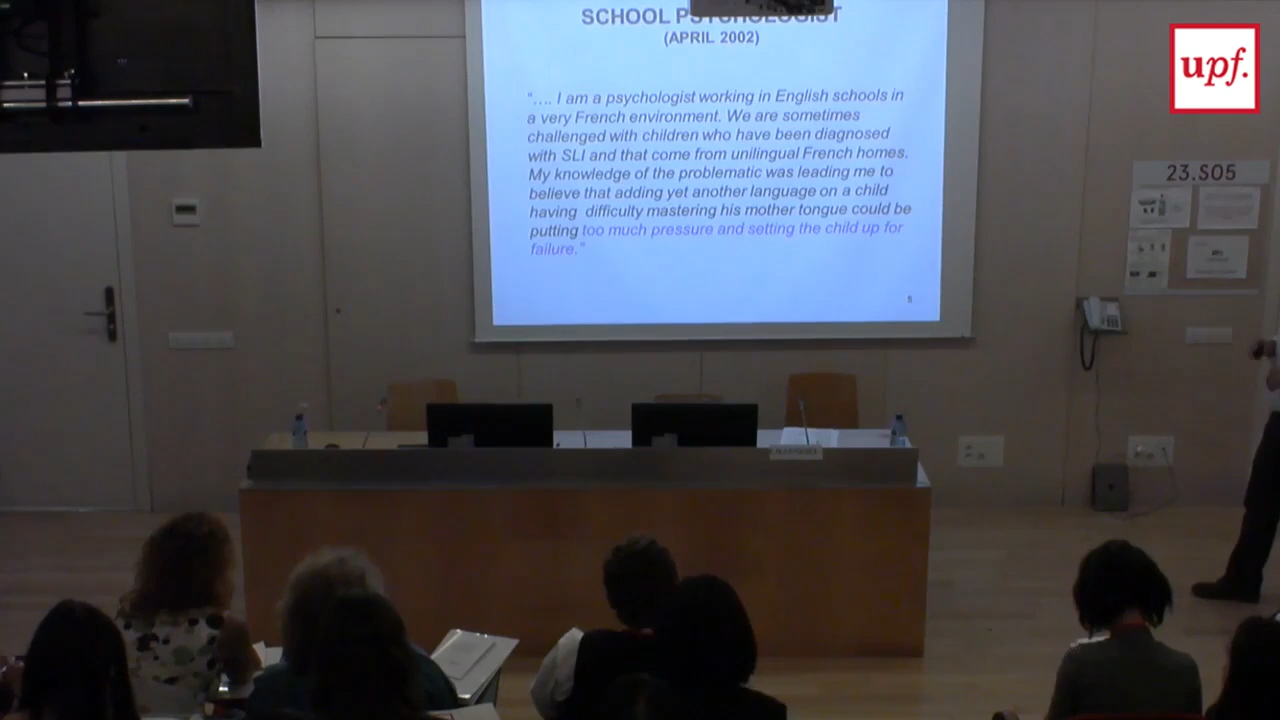 SCHOOL PSYCHOLOGIST
(APRIL 2002)
upf.
"…. I am a psychologist working in English schools in
a very French environment. We are sometimes
challenged with children who have been diagnosed
with SLI and that come from unilingual French homes.
My knowledge of the problematic was leading me to
believe that adding yet another language on a child
having difficulty mastering his mother tongue could be
putting too much pressure and setting the child up for
failure."
23.S05